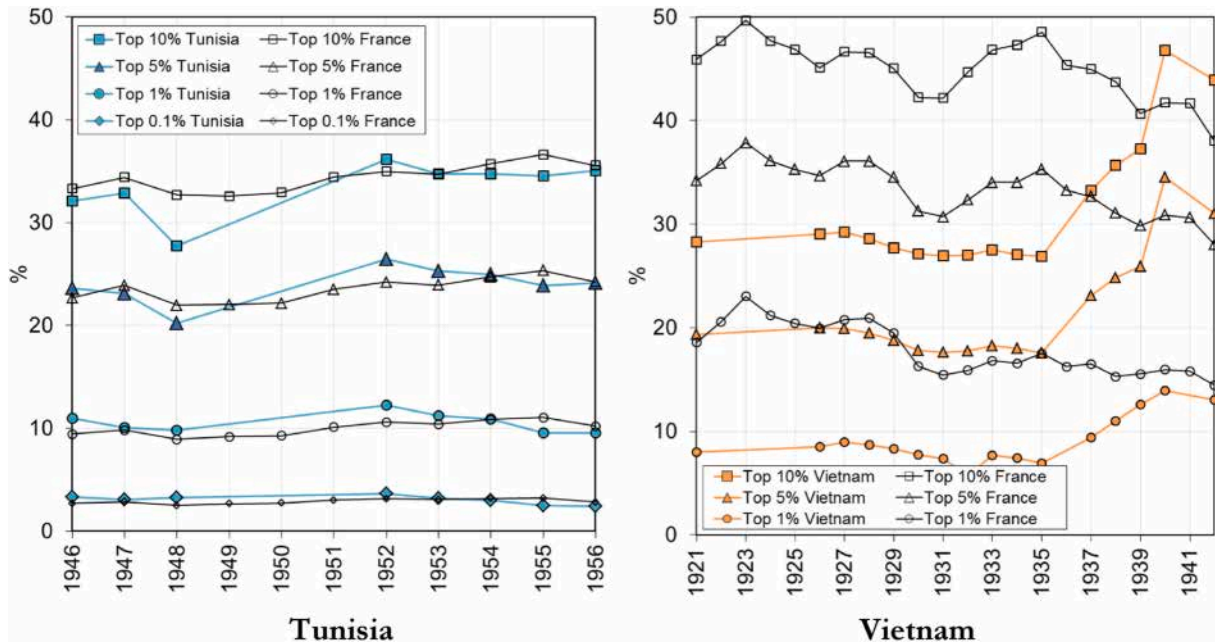 50
40
30
20
10
0
%
Top 10% Tunisia Top 10% France
Top 5% Tunisia Top 5% France
Top 1% Tunisia Top 1% France
Top 0.1% Tunisia Top 0.1% France
1946 1947 1948 1949 1950 1951 1952 1953 1954 1955 1956
Tunisia
50
40
30
20
10
0
%
Top 10% Vietnam Top 10% France
Top 5% Vietnam Top 5% France
Top 1% Vietnam Top 1% France
1921 1923 1925 1927 1929 1931 1933 1935 1937 1939 1941
Vietnam